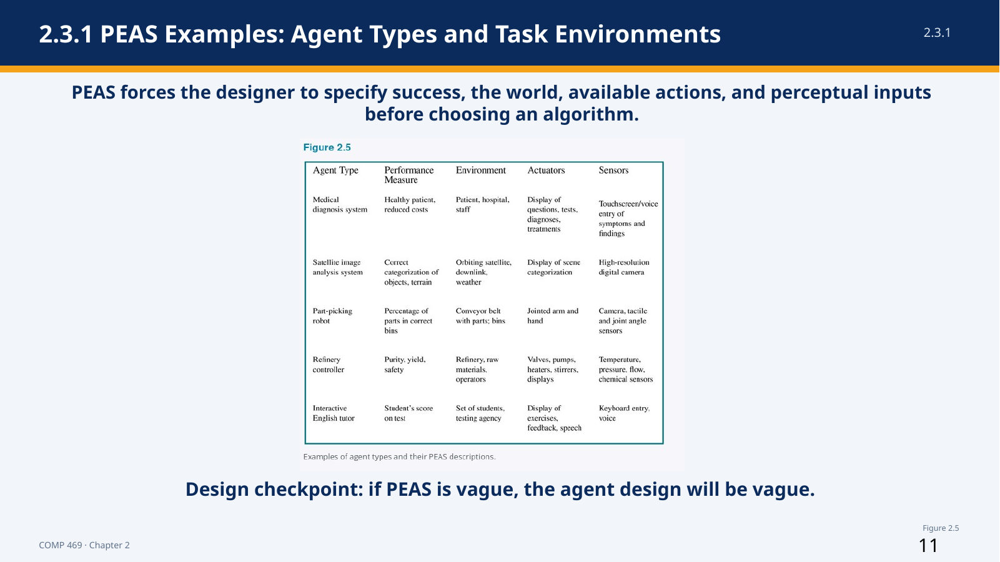 2.3.1 PEAS Examples: Agent Types and Task Environments
2.3.1
PEAS forces the designer to specify success, the world, available actions, and perceptual inputs
before choosing an algorithm.
Figure 2.5
Agent Type
Performance
Measure
Environment
Actuators
Sensors
Medical
diagnosis system
Healthy patient,
reduced costs
Patient, hospital,
staff
Display of
questions, tests,
diagnoses,
treatments
Touchscreen/voice
entry of
symptoms and
findings
Satellite image
analysis system
Correct
categorization of
objects, terrain
Orbiting satellite,
downlink,
weather
Display of scene
categorization
High-resolution
digital camera
Part-picking
robot
Percentage of
parts in correct
bins
Conveyor belt
with parts; bins
Jointed arm and
hand
Camera, tactile
and joint angle
sensors
Refinery
controller
Purity, yield,
safety
Refinery, raw
materials,
operators
Valves, pumps,
heaters, stirrers,
displays
Temperature,
pressure, flow,
chemical sensors
Interactive
English tutor
Student's score
on test
Set of students,
testing agency
Display of
exercises,
feedback, speech
Keyboard entry,
voice
Examples of agent types and their PEAS descriptions.
Design checkpoint: if PEAS is vague, the agent design will be vague.
Figure 2.5
COMP 469 · Chapter 2
11